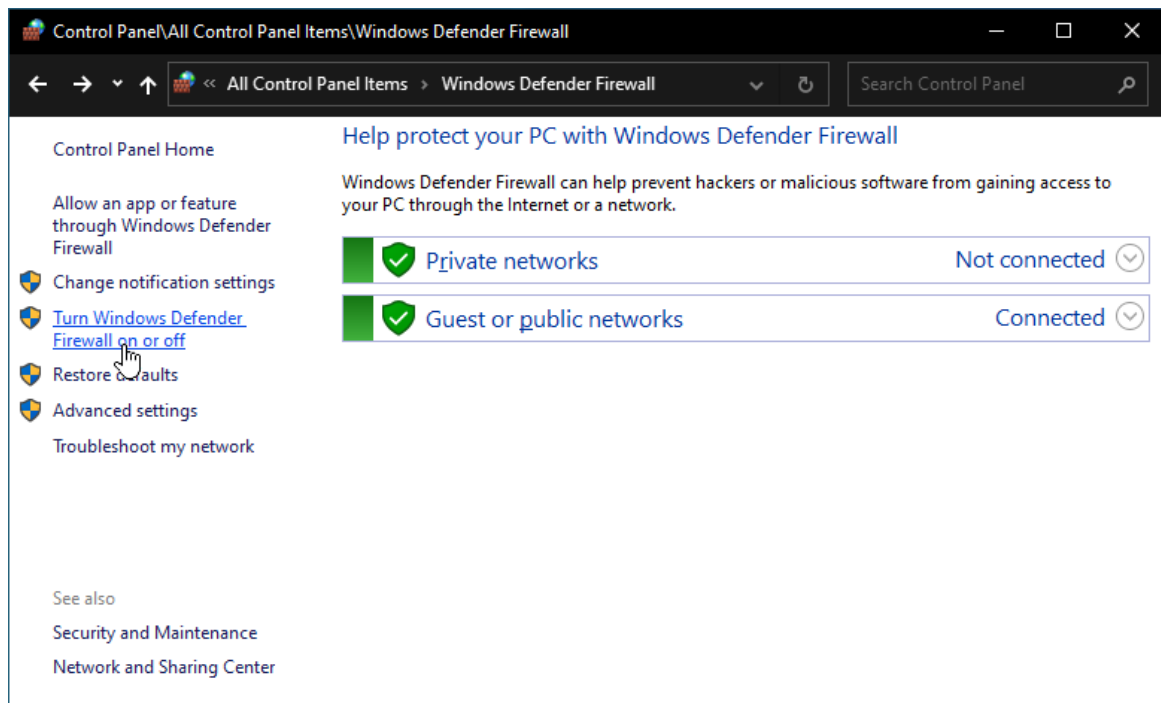 Control Panel\All Control Panel Items\Windows Defender Firewall
« All Control Panel Items › Windows Defender Firewall
Search Control Panel
Control Panel Home
Allow an app or feature
through Windows Defender
Firewall
Change notification settings
Turn Windows Defender
Firewall on or off
Restore defaults
Advanced settings
Troubleshoot my network
See also
Security and Maintenance
Network and Sharing Center
Help protect your PC with Windows Defender Firewall
Windows Defender Firewall can help prevent hackers or malicious software from gaining access to
your PC through the Internet or a network.
Private networks Not connected
Guest or public networks Connected